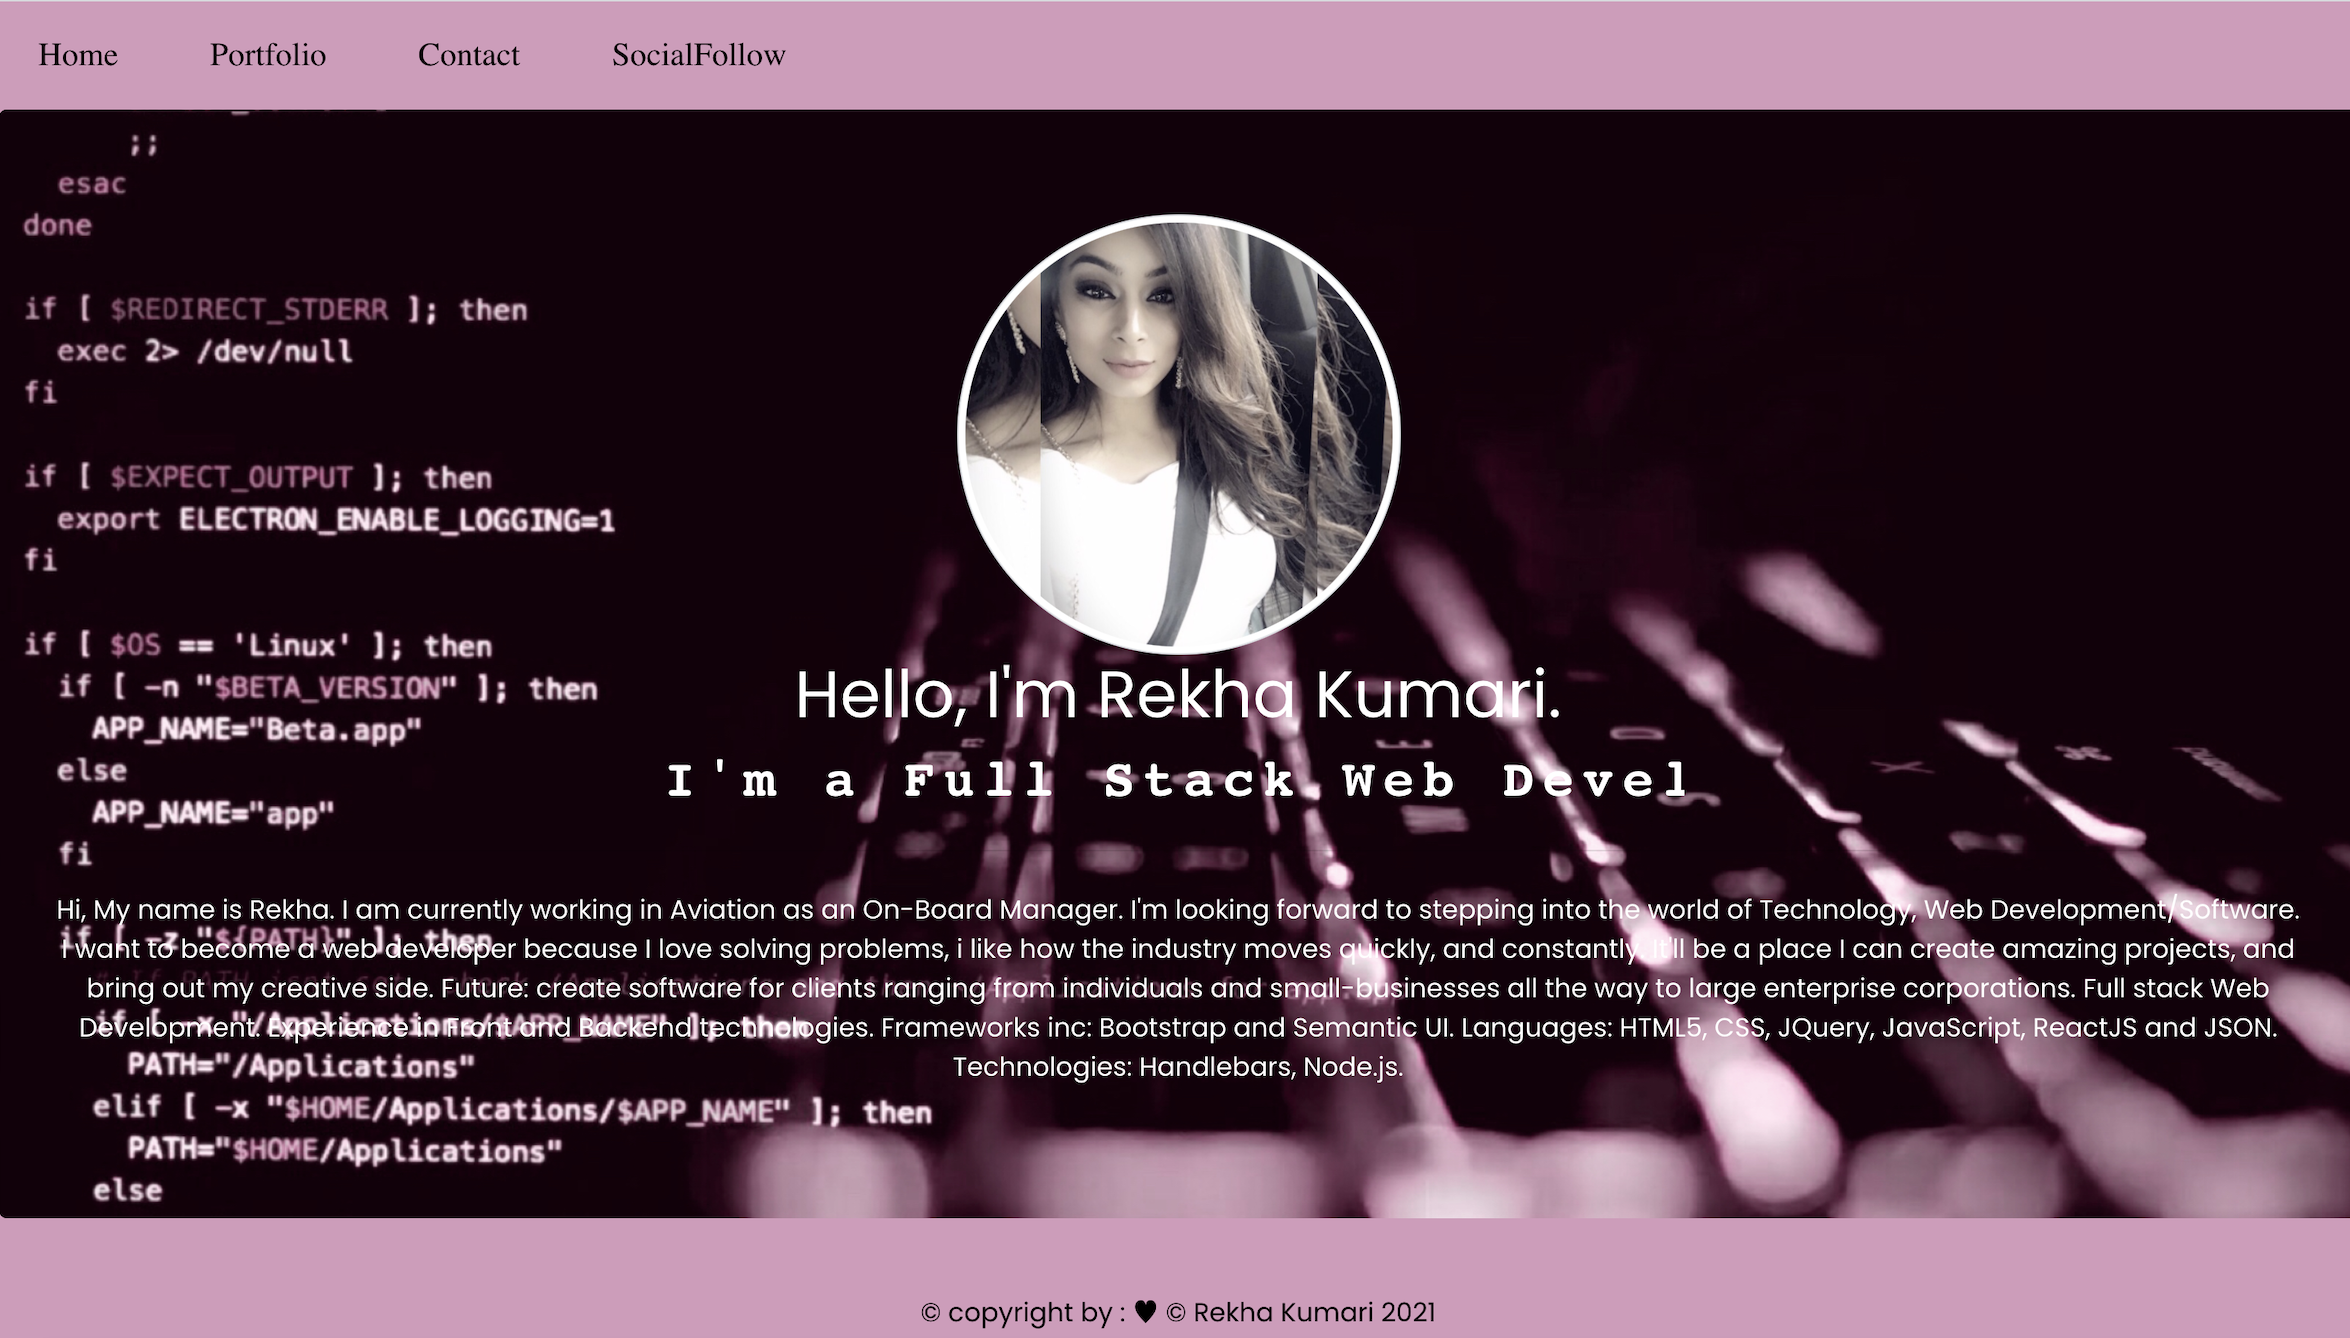 Home Portfolio Contact SocialFollow
;;
esac
done
if [ $REDIRECT_STDERR ]; then
exec 2> /dev/null
fi
if [ $EXPECT_OUTPUT ]; then
export ELECTRON_ENABLE_LOGGING=1
fi
if [ $OS == 'Linux' ]; then
if [ -n "$BETA_VERSION" ]; then
APP_NAME="Beta.app"
else
APP_NAME="app"
fi
Hello, I'm Rekha Kumari.
I'm a Full Stack Web Devel
Hi, My name is Rekha. I am currently working in Aviation as an On-Board Manager. I'm looking forward to stepping into the world of Technology, Web Development/Software.
if [ -z "${PATH}" ]; then
I want to become a web developer because I love solving problems, i like how the industry moves quickly, and constantly. It'll be a place I can create amazing projects, and
bring out my creative side. Future: create software for clients ranging from individuals and small-businesses all the way to large enterprise corporations. Full stack Web
if [ -x "/Applications/$APP_NAME" ]; then
Development. Experience in Front and Backend technologies. Frameworks inc: Bootstrap and Semantic UI. Languages: HTML5, CSS, JQuery, JavaScript, ReactJS and JSON.
Technologies: Handlebars, Node.js.
PATH="/Applications"
elif [ -x "$HOME/Applications/$APP_NAME" ]; then
PATH="$HOME/Applications"
else
© copyright by : ♥ © Rekha Kumari 2021